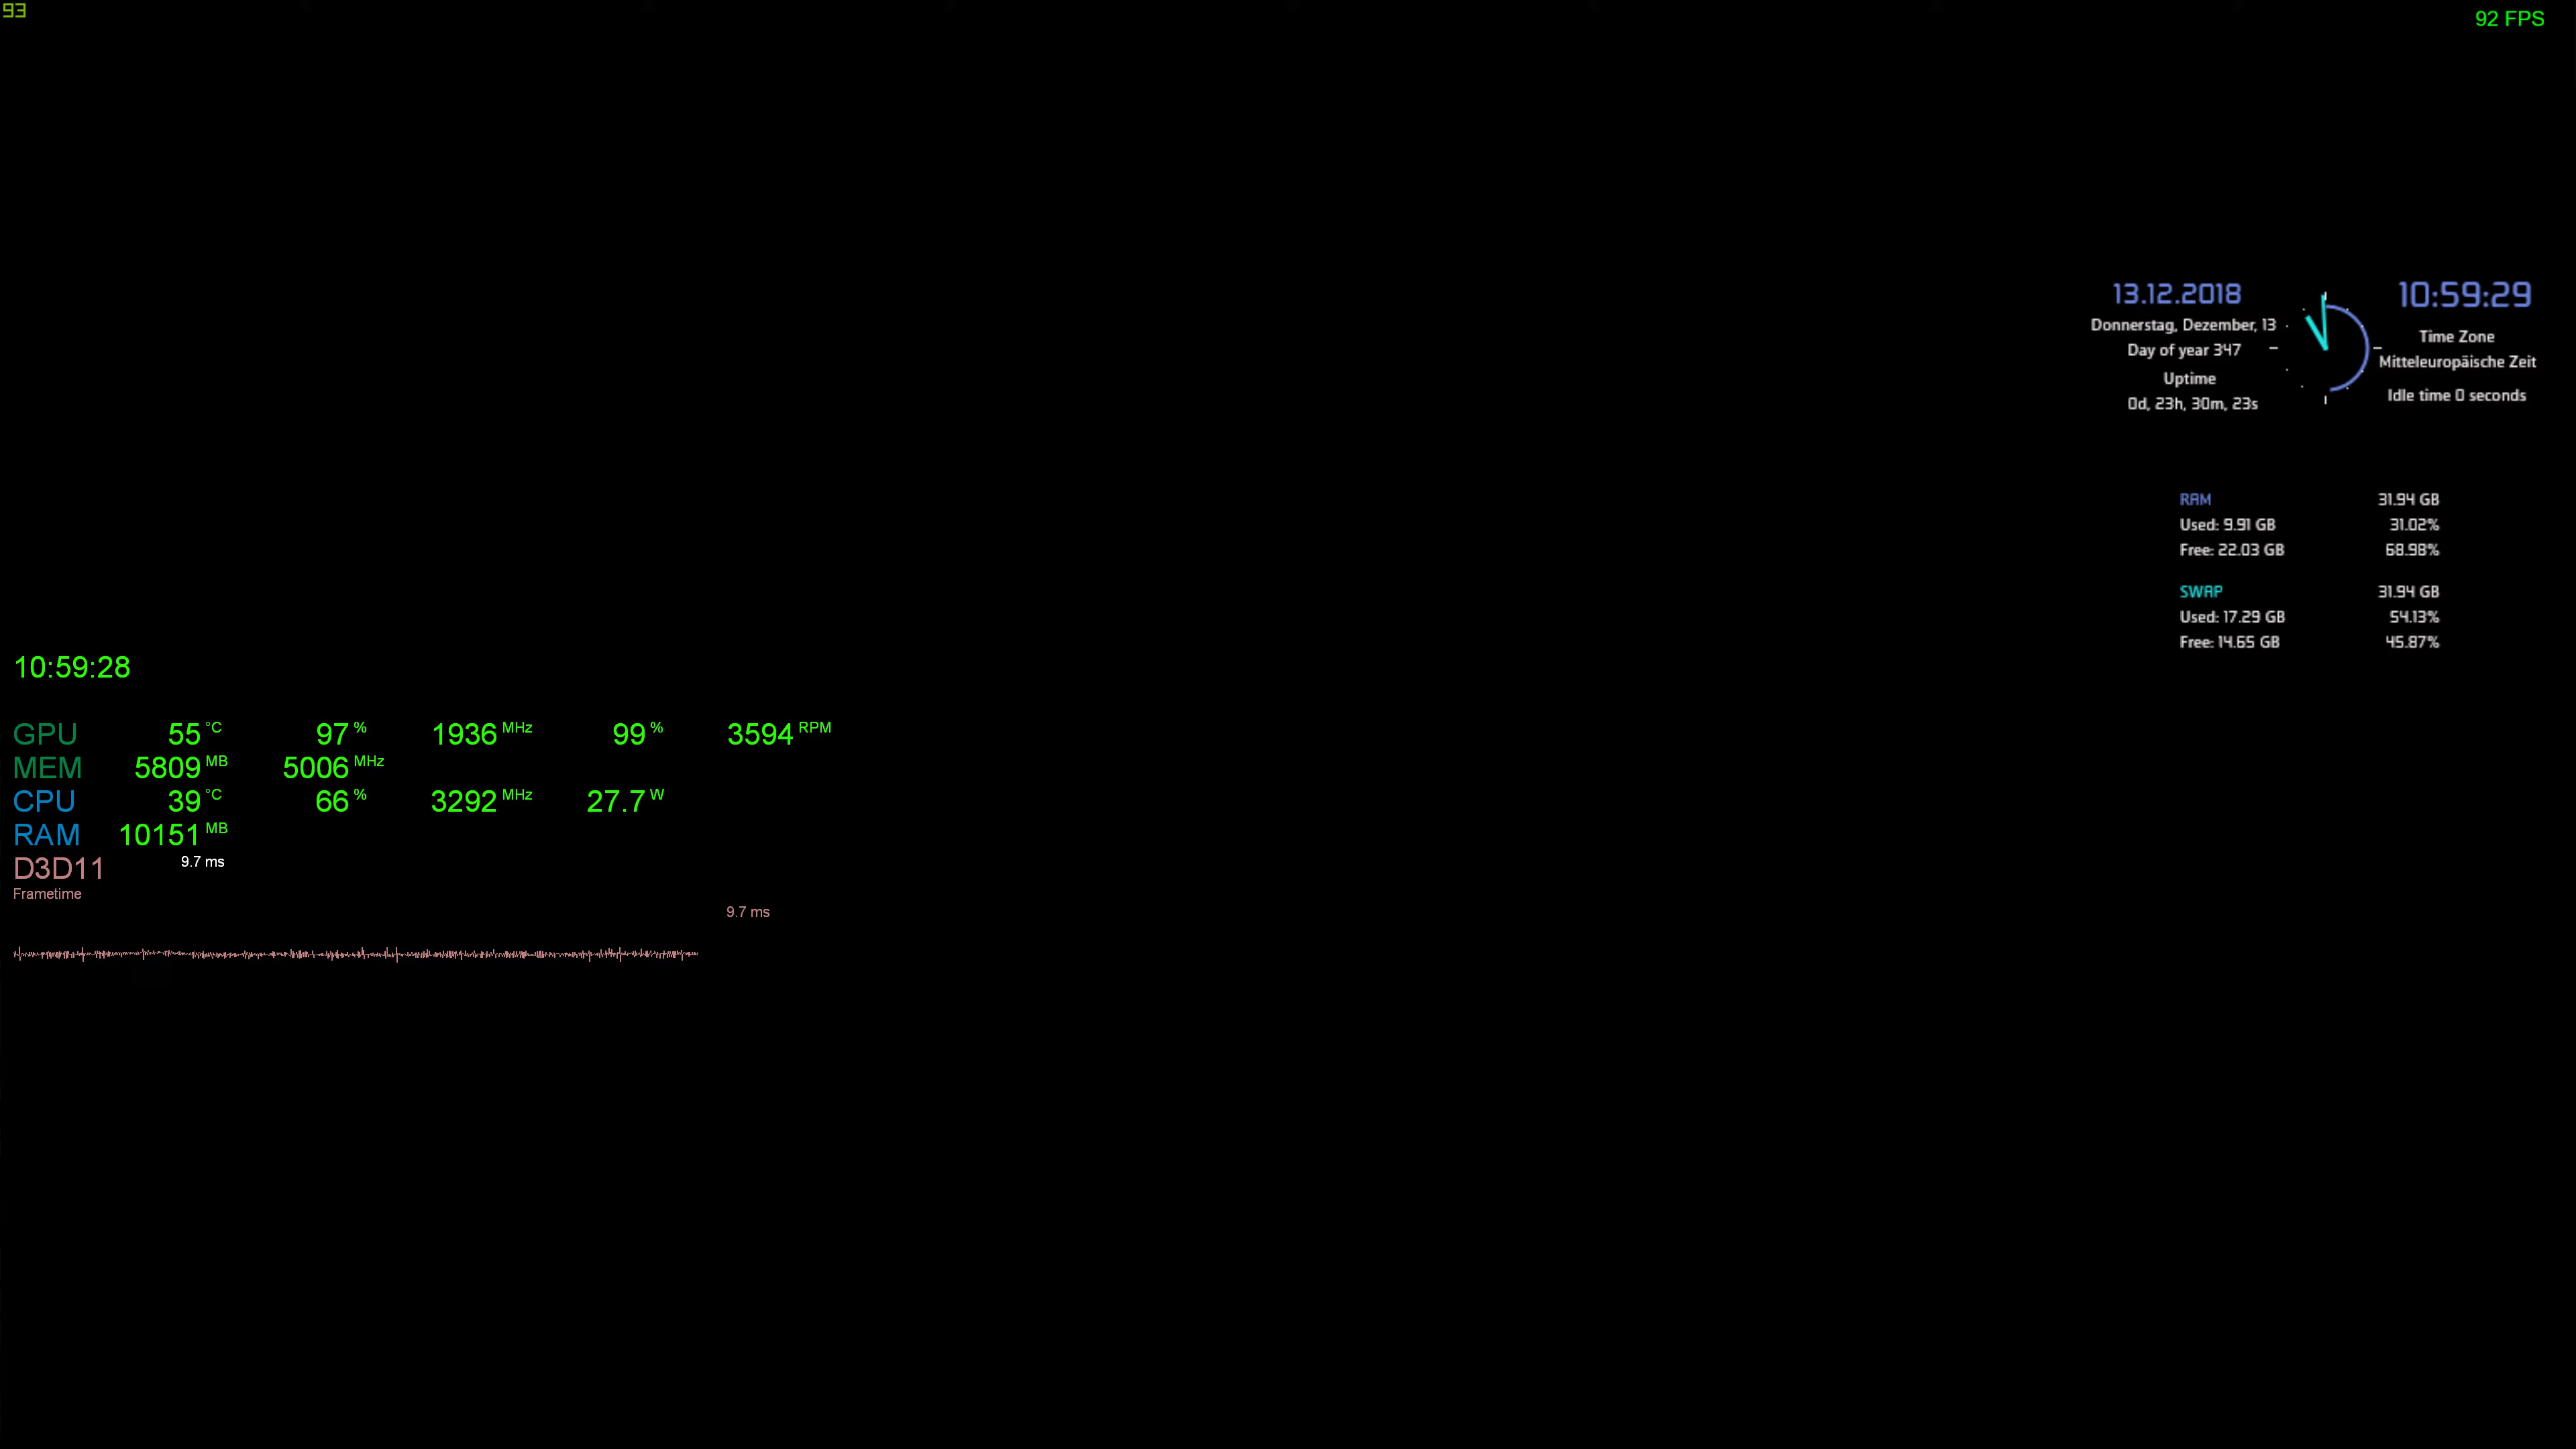 93
92 FPS
13.12.2018
Donnerstag, Dezember, 13
Day of year 347
Uptime
0d, 23h, 30m, 23s
10:59:29
Time Zone
Mitteleuropäische Zeit
Idle time 0 seconds
RAM 31.94 GB
Used: 9.91 GB 31.02%
Free: 22.03 GB 68.98%
SWAP 31.94 GB
Used: 17.29 GB 54.13%
Free: 14.65 GB 45.87%
10:59:28
GPU 55 °C 97 % 1936 MHz 99 % 3594 RPM
MEM 5809 MB 5006 MHz
CPU 39 °C 66 % 3292 MHz 27.7 W
RAM 10151 MB
D3D11 9.7 ms
Frametime
9.7 ms